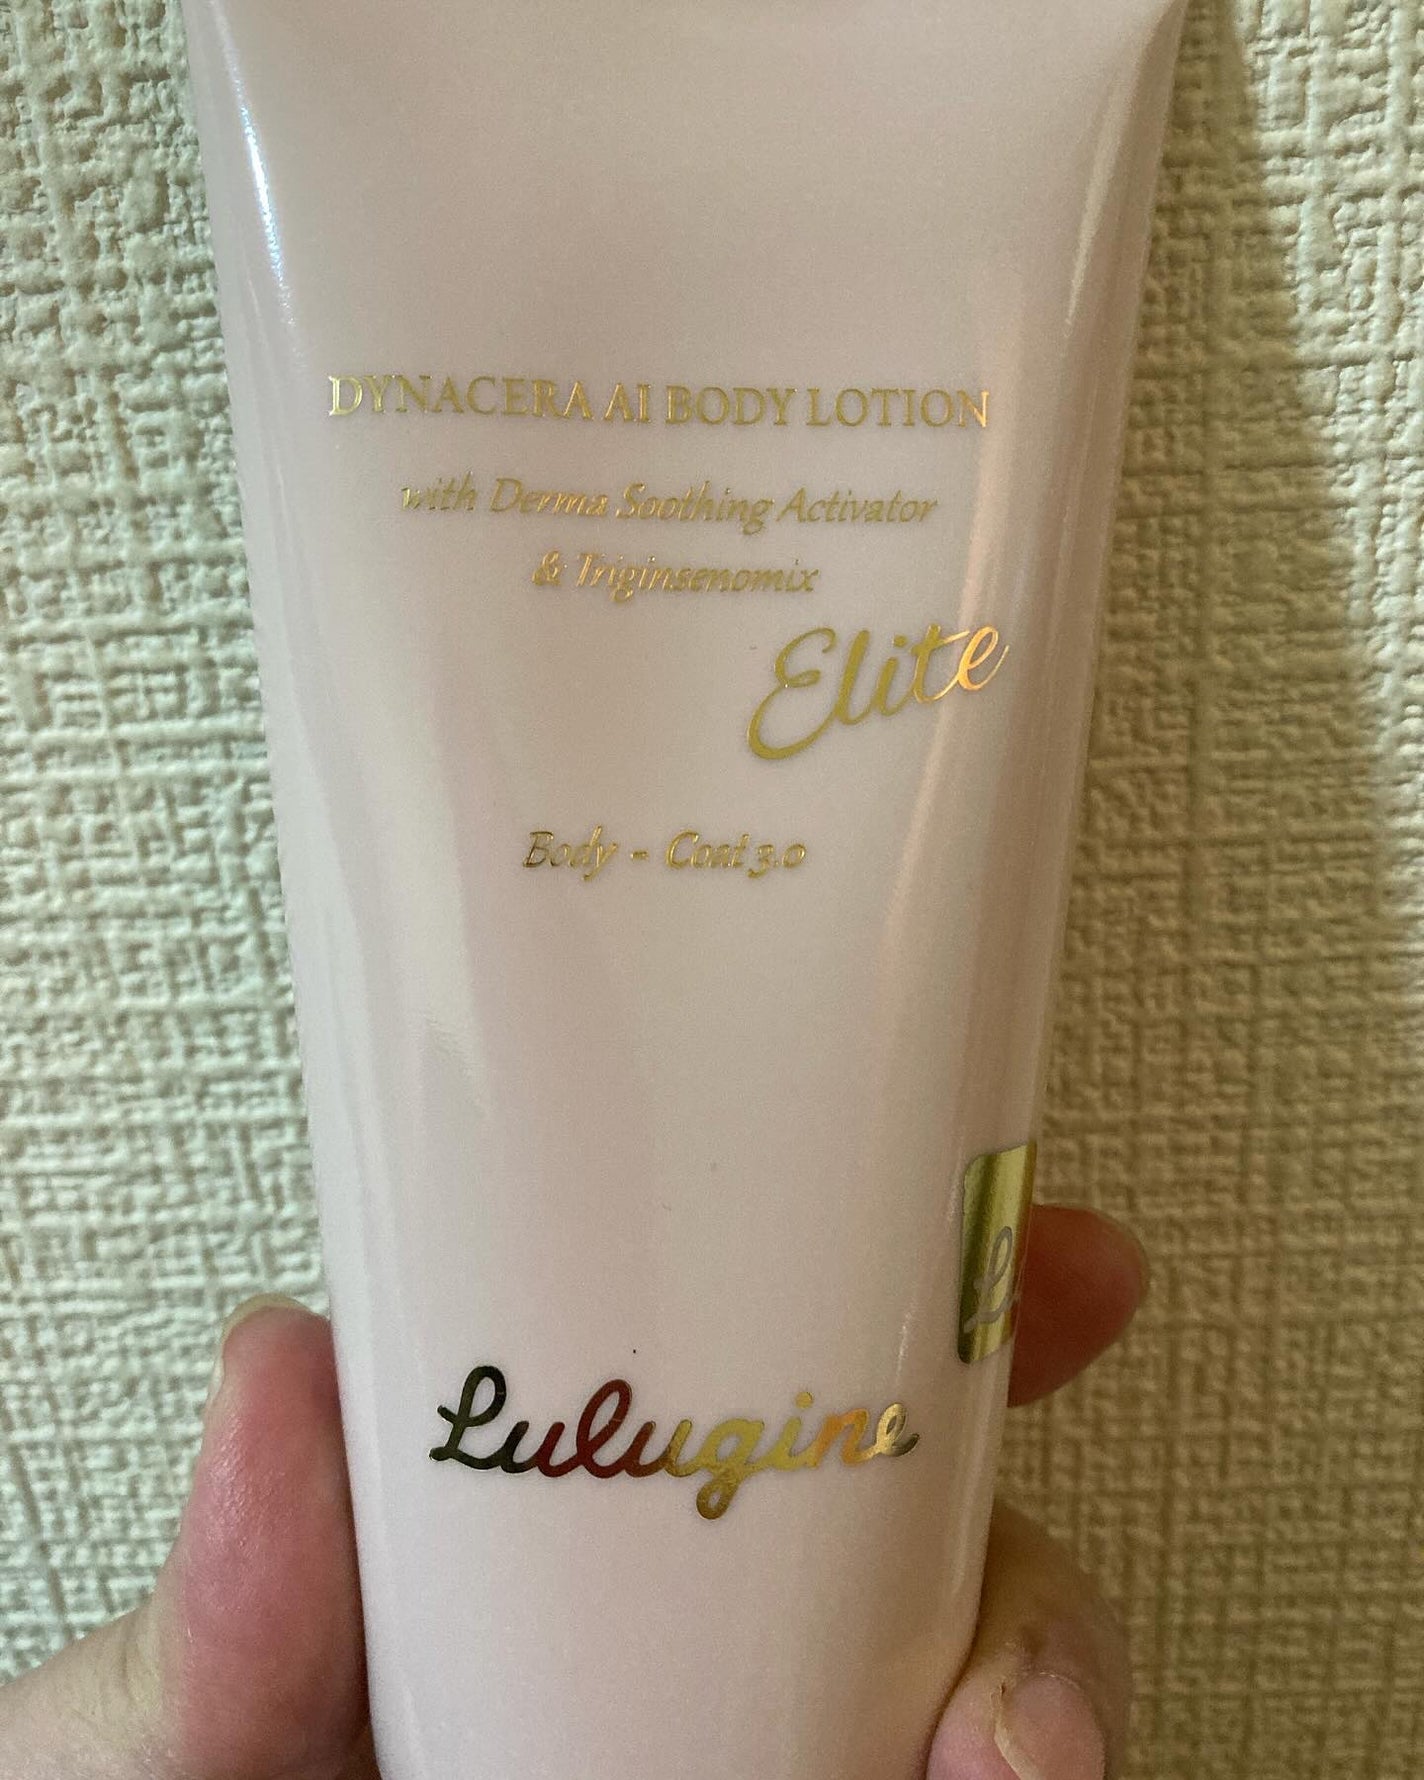 DYNACERA AI BODY LOTION
with Derma Soothing Activator
& Triginsenomix
Elite
Body - Coat 3.0
L
Lulugine